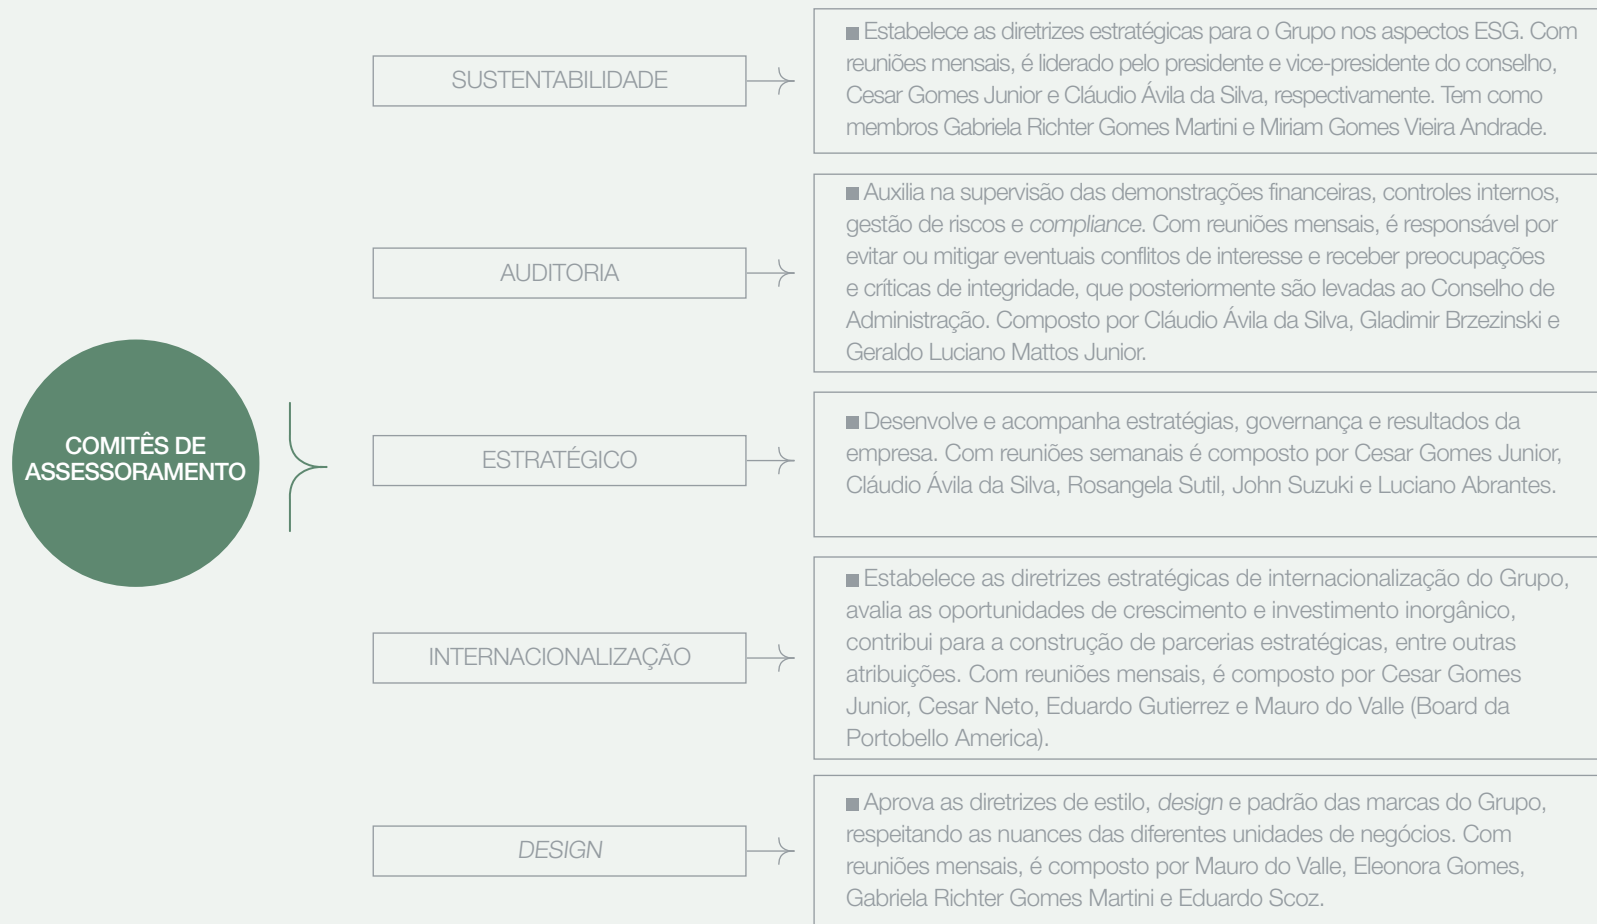 COMITÊS DE
ASSESSORAMENTO
SUSTENTABILIDADE
■ Estabelece as diretrizes estratégicas para o Grupo nos aspectos ESG. Com
reuniões mensais, é liderado pelo presidente e vice-presidente do conselho,
Cesar Gomes Junior e Cláudio Ávila da Silva, respectivamente. Tem como
membros Gabriela Richter Gomes Martini e Miriam Gomes Vieira Andrade.
AUDITORIA
■ Auxilia na supervisão das demonstrações financeiras, controles internos,
gestão de riscos e compliance. Com reuniões mensais, é responsável por
evitar ou mitigar eventuais conflitos de interesse e receber preocupações
e críticas de integridade, que posteriormente são levadas ao Conselho de
Administração. Composto por Cláudio Ávila da Silva, Gladimir Brzezinski e
Geraldo Luciano Mattos Junior.
ESTRATÉGICO
■ Desenvolve e acompanha estratégias, governança e resultados da
empresa. Com reuniões semanais é composto por Cesar Gomes Junior,
Cláudio Ávila da Silva, Rosangela Sutil, John Suzuki e Luciano Abrantes.
INTERNACIONALIZAÇÃO
■ Estabelece as diretrizes estratégicas de internacionalização do Grupo,
avalia as oportunidades de crescimento e investimento inorgânico,
contribui para a construção de parcerias estratégicas, entre outras
atribuições. Com reuniões mensais, é composto por Cesar Gomes
Junior, Cesar Neto, Eduardo Gutierrez e Mauro do Valle (Board da
Portobello America).
DESIGN
■ Aprova as diretrizes de estilo, design e padrão das marcas do Grupo,
respeitando as nuances das diferentes unidades de negócios. Com
reuniões mensais, é composto por Mauro do Valle, Eleonora Gomes,
Gabriela Richter Gomes Martini e Eduardo Scoz.